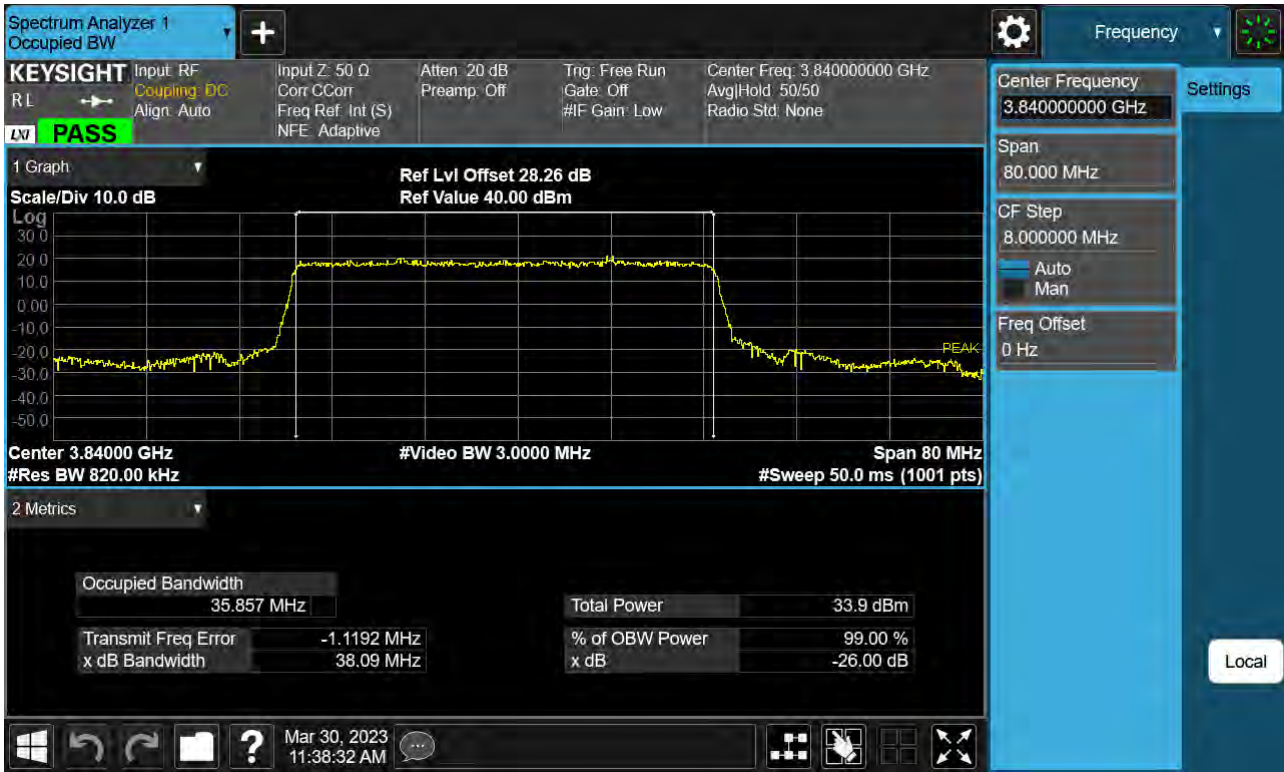 Spectrum Analyzer 1
Occupied BW
+
Frequency
KEYSIGHT
RL
LXI PASS
Input: RF
Coupling: DC
Align: Auto
Input Z: 50 Ω
Corr CCorr
Freq Ref: Int (S)
NFE: Adaptive
Atten: 20 dB
Preamp: Off
Trig: Free Run
Gate: Off
#IF Gain: Low
Center Freq: 3.840000000 GHz
Avg|Hold: 50/50
Radio Std: None
Center Frequency
3.840000000 GHz
Settings
Span
80.000 MHz
CF Step
8.000000 MHz
Auto
Man
Freq Offset
0 Hz
1 Graph
Scale/Div 10.0 dB
Ref Lvl Offset 28.26 dB
Ref Value 40.00 dBm
Log
30.0
20.0
10.0
0.00
-10.0
-20.0
-30.0
-40.0
-50.0
PEAK
Center 3.84000 GHz
#Video BW 3.0000 MHz
Span 80 MHz
#Res BW 820.00 kHz
#Sweep 50.0 ms (1001 pts)
2 Metrics
Occupied Bandwidth
35.857 MHz
Total Power 33.9 dBm
Transmit Freq Error -1.1192 MHz
% of OBW Power 99.00 %
x dB Bandwidth 38.09 MHz
x dB -26.00 dB
Local
?
Mar 30, 2023
11:38:32 AM